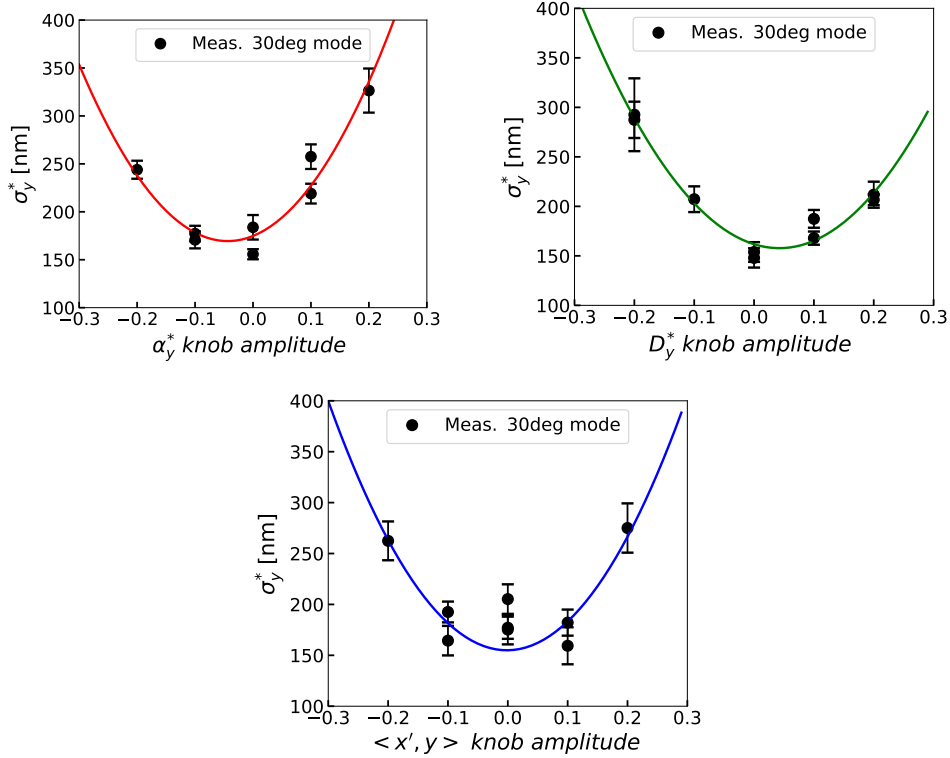 400
350
300
250
200
150
100
σ*y [nm]
Meas. 30deg mode
−0.3 −0.2 −0.1 0.0 0.1 0.2 0.3
α*y knob amplitude
400
350
300
250
200
150
100
σ*y [nm]
Meas. 30deg mode
−0.3 −0.2 −0.1 0.0 0.1 0.2 0.3
D*y knob amplitude
400
350
300
250
200
150
100
σ*y [nm]
Meas. 30deg mode
−0.3 −0.2 −0.1 0.0 0.1 0.2 0.3
< x′, y > knob amplitude